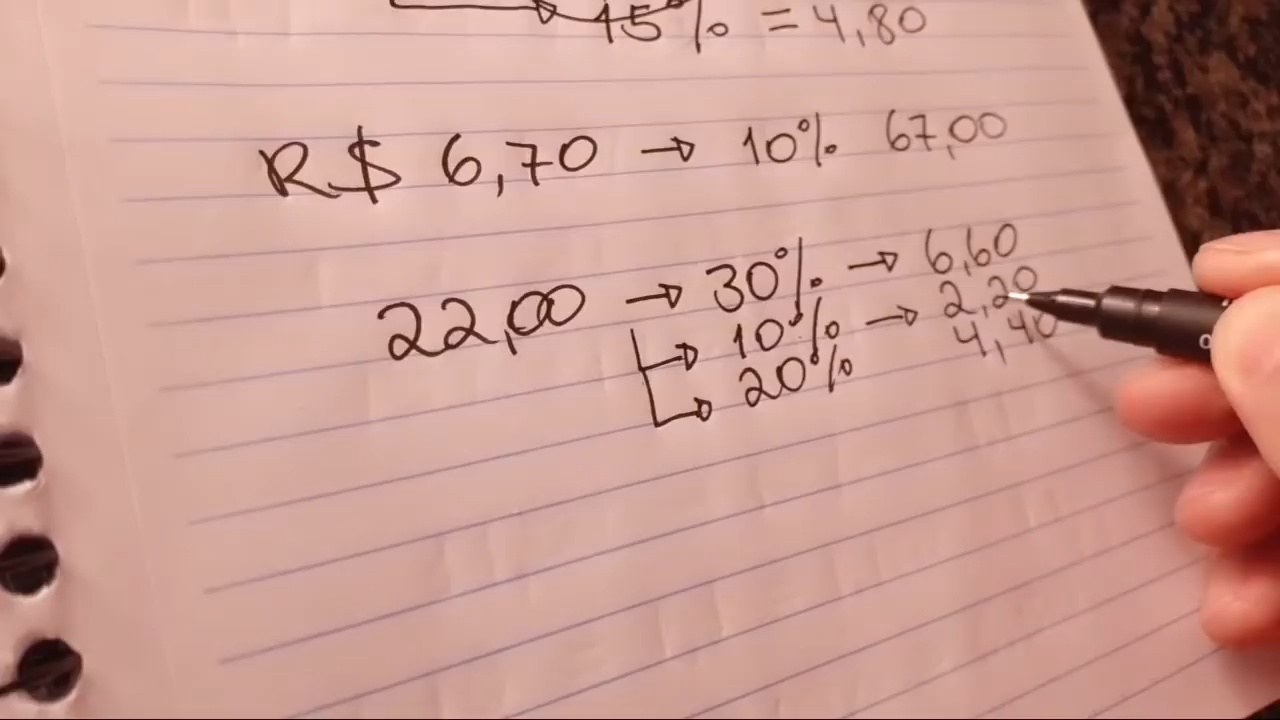 15% = 4,80
R$ 6,70 → 10% 67,00
22,00 → 30% → 6,60
10% → 2,20
20% 4,40